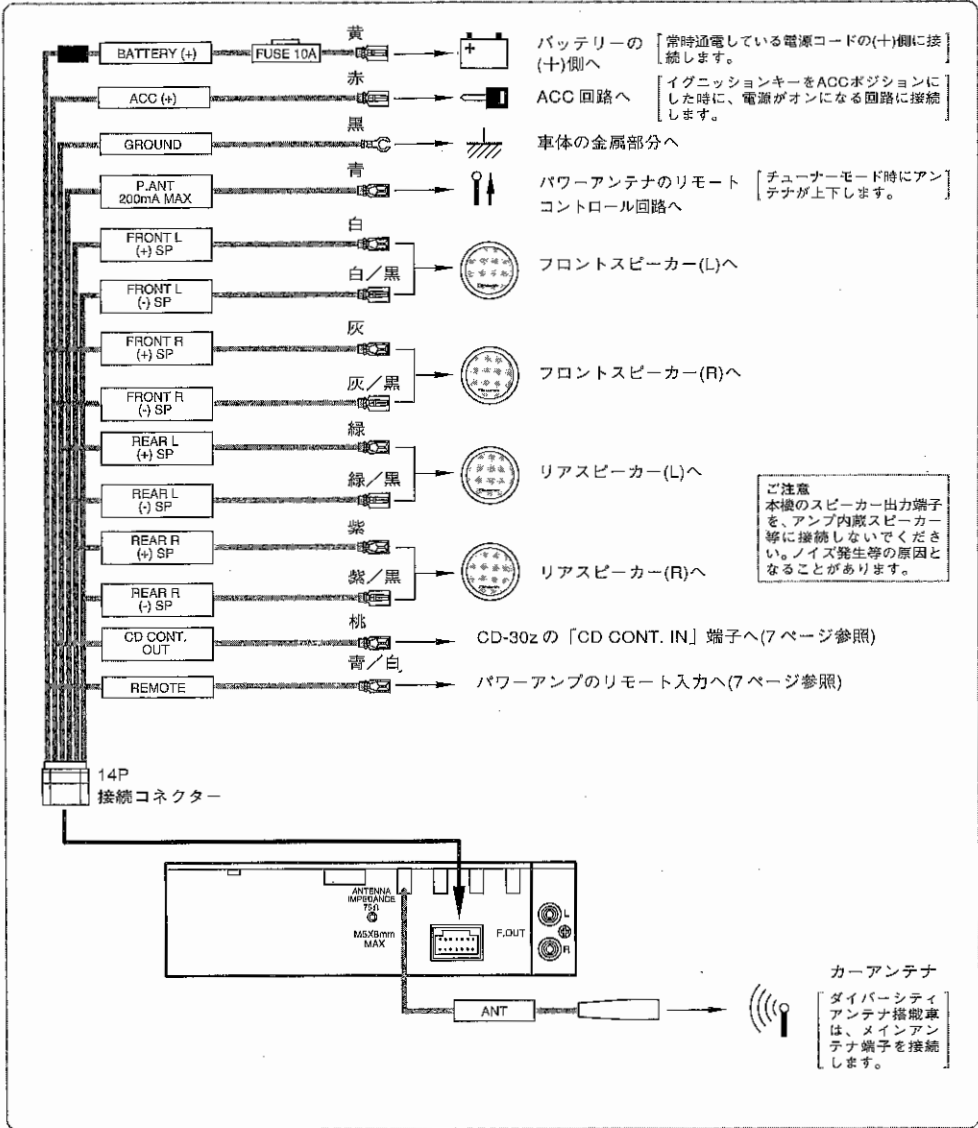 黄
BATTERY (+)
FUSE 10A
バッテリーの
(+)側へ
常時通電している電源コードの(+)側に接
続します。
赤
ACC (+)
ACC 回路へ
イグニッションキーをACCポジションに
した時に、電源がオンになる回路に接続
します。
黒
GROUND
車体の金属部分へ
青
P.ANT
200mA MAX
パワーアンテナのリモート
コントロール回路へ
チューナーモード時にアン
テナが上下します。
白
FRONT L
(+) SP
白/黒
FRONT L
(-) SP
フロントスピーカー(L)へ
灰
FRONT R
(+) SP
灰/黒
FRONT R
(-) SP
フロントスピーカー(R)へ
緑
REAR L
(+) SP
緑/黒
REAR L
(-) SP
リアスピーカー(L)へ
紫
REAR R
(+) SP
紫/黒
REAR R
(-) SP
リアスピーカー(R)へ
ご注意
本機のスピーカー出力端子
を、アンプ内蔵スピーカー
等に接続しないでくださ
い。ノイズ発生等の原因と
なることがあります。
桃
CD CONT.
OUT
CD-30z の「CD CONT. IN」端子へ(7 ページ参照)
青/白
REMOTE
パワーアンプのリモート入力へ(7 ページ参照)
14P
接続コネクター
ANTENNA
IMPEDANCE
75Ω
M5X8mm
MAX
F.OUT
L
R
ANT
カーアンテナ
ダイバーシティ
アンテナ搭載車
は、メインアン
テナ端子を接続
します。